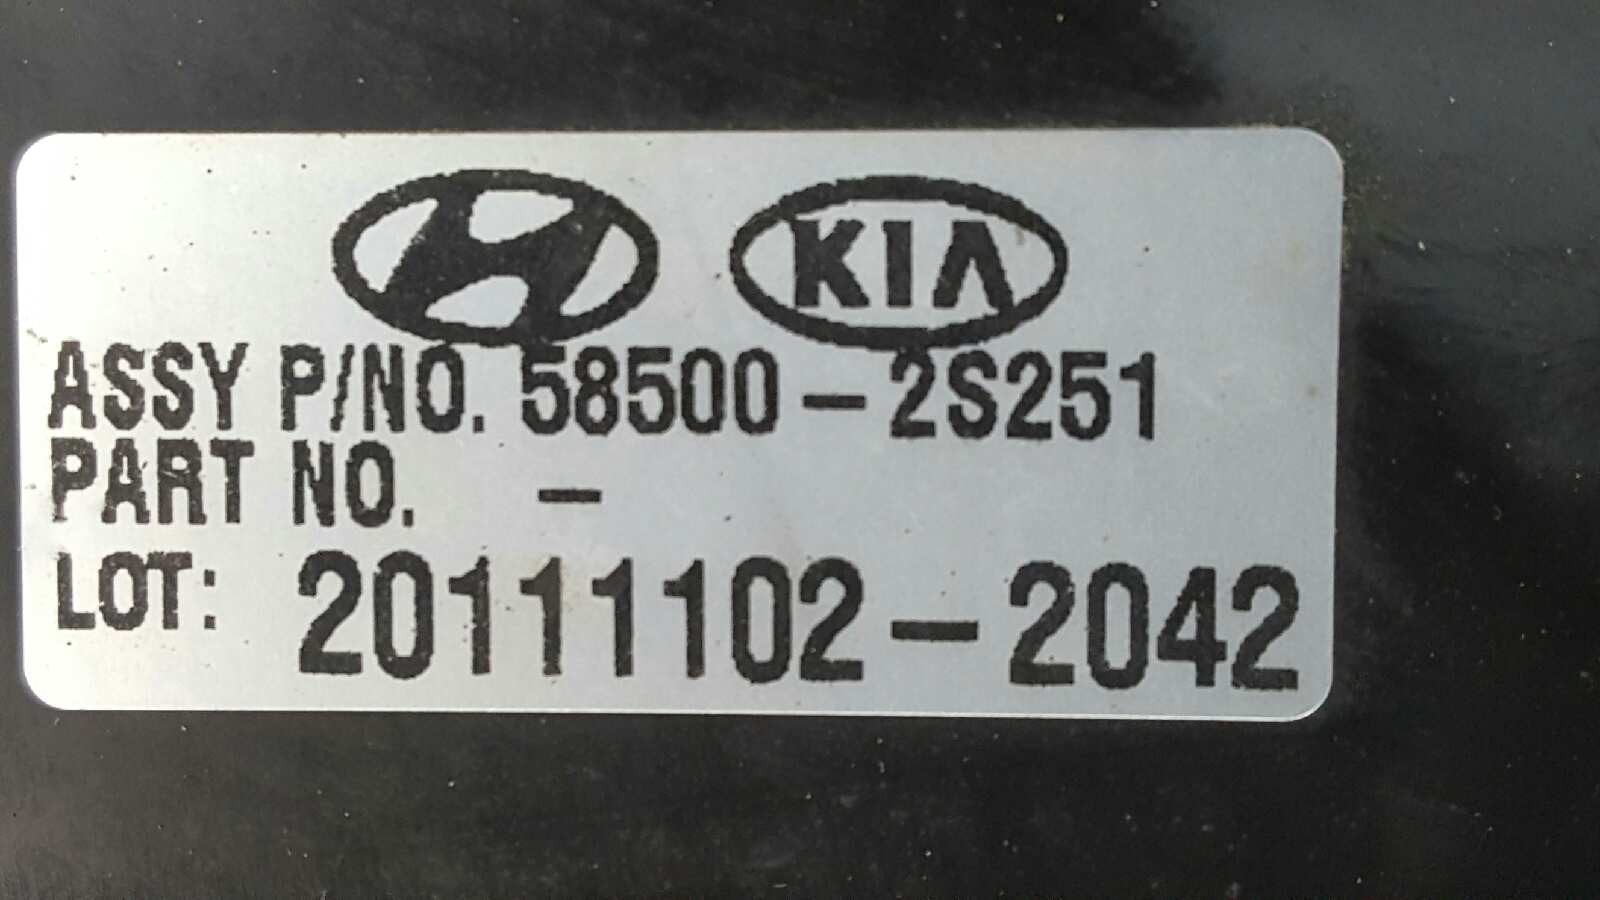 KIA
ASSY P/NO. 58500-2S251
PART NO. -
LOT: 20111102-2042